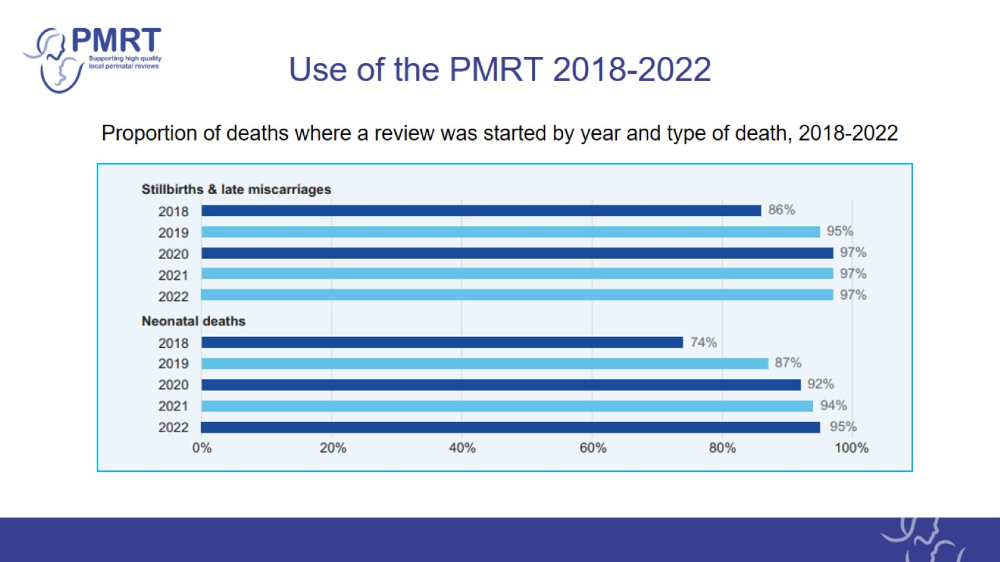 PMRT
Supporting high quality
local perinatal reviews
Use of the PMRT 2018-2022
Proportion of deaths where a review was started by year and type of death, 2018-2022
Stillbirths & late miscarriages
2018 86%
2019 95%
2020 97%
2021 97%
2022 97%
Neonatal deaths
2018 74%
2019 87%
2020 92%
2021 94%
2022 95%
0% 20% 40% 60% 80% 100%